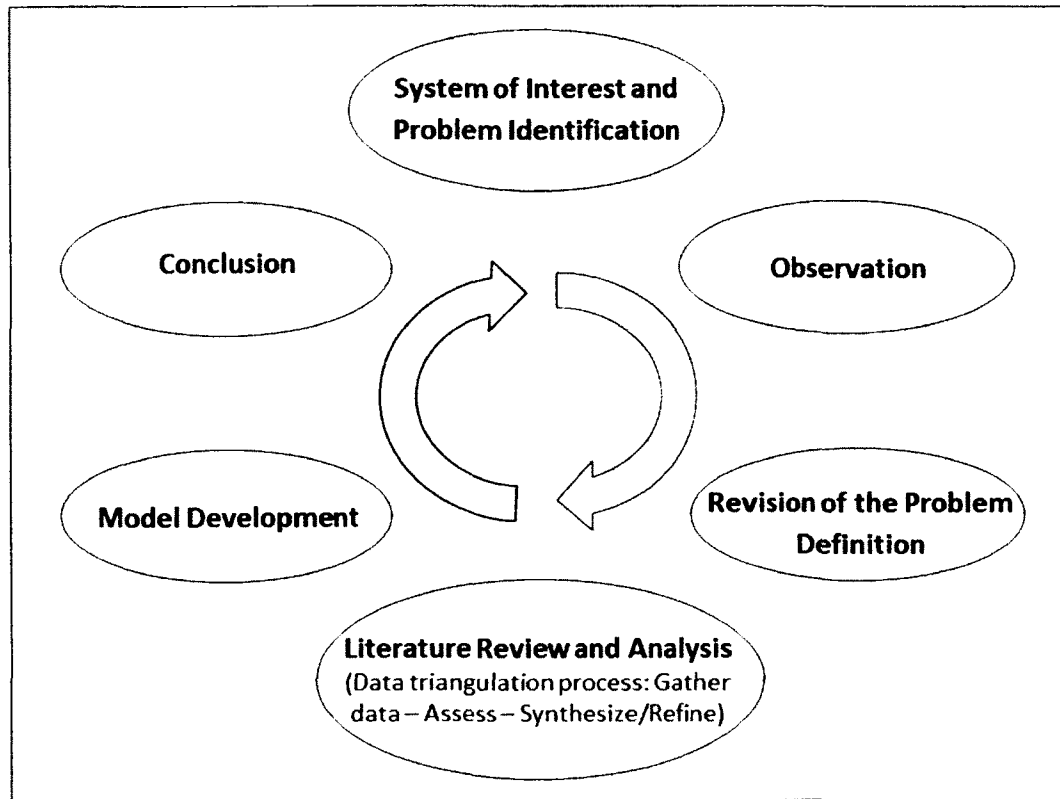 System of Interest and
Problem Identification
Conclusion
Observation
Model Development
Revision of the Problem
Definition
Literature Review and Analysis
(Data triangulation process: Gather
data – Assess – Synthesize/Refine)